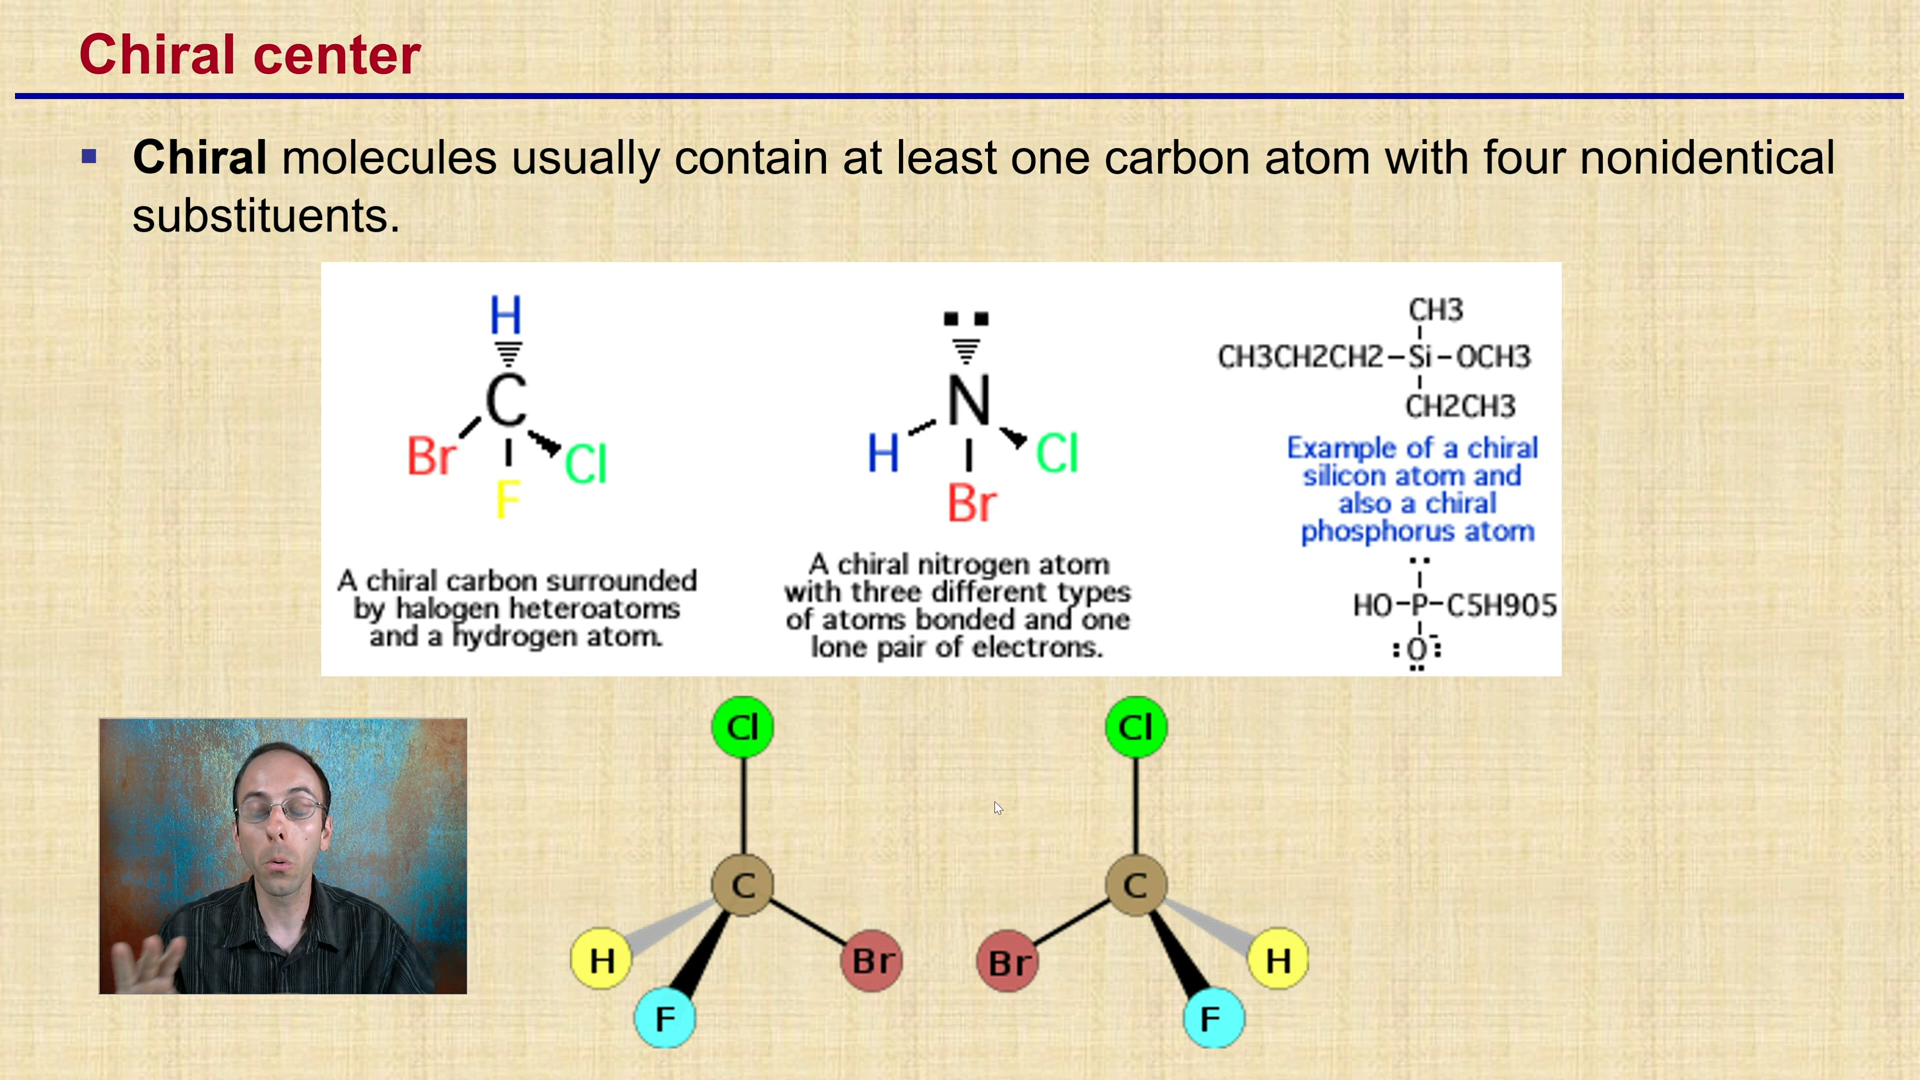 Chiral center
Chiral molecules usually contain at least one carbon atom with four nonidentical
substituents.
H
C
Br
Cl
F
A chiral carbon surrounded
by halogen heteroatoms
and a hydrogen atom.
N
H
Cl
Br
A chiral nitrogen atom
with three different types
of atoms bonded and one
lone pair of electrons.
CH3
CH3CH2CH2-Si-OCH3
CH2CH3
Example of a chiral
silicon atom and
also a chiral
phosphorus atom
HO-P-C5H9O5
:O:-
Cl
C
H
Br
F
Cl
C
Br
H
F